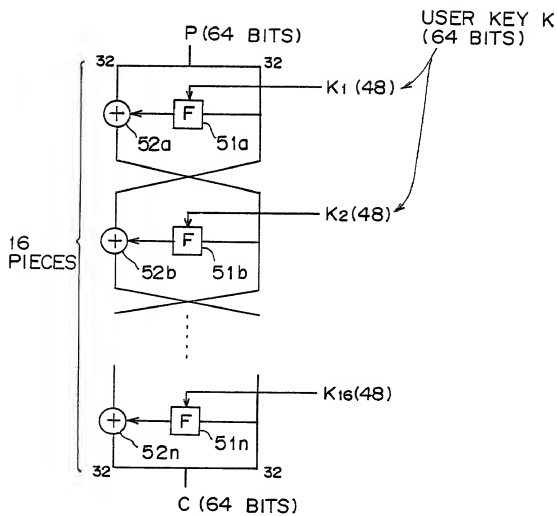 P (64 BITS)
USER KEY K
(64 BITS)
32
32
K1 (48)
F
52a
51a
K2 (48)
F
52b
51b
16
PIECES
K16 (48)
F
52n
51n
32
32
C (64 BITS)